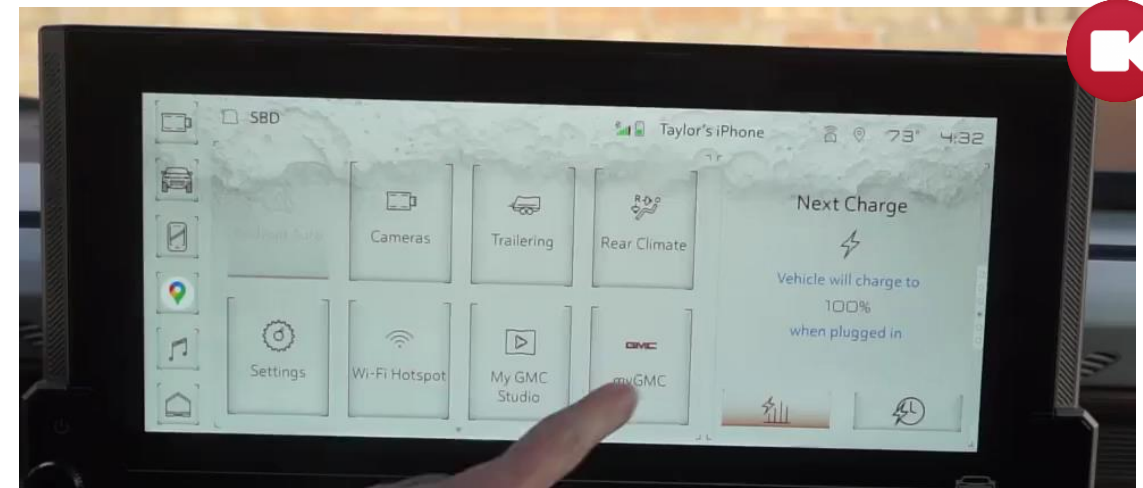 SBD
Taylor's iPhone
73°
4:32
Cameras
Trailering
Rear Climate
Settings
Wi-Fi Hotspot
My GMC
Studio
GMC
myGMC
Next Charge
Vehicle will charge to
100%
when plugged in